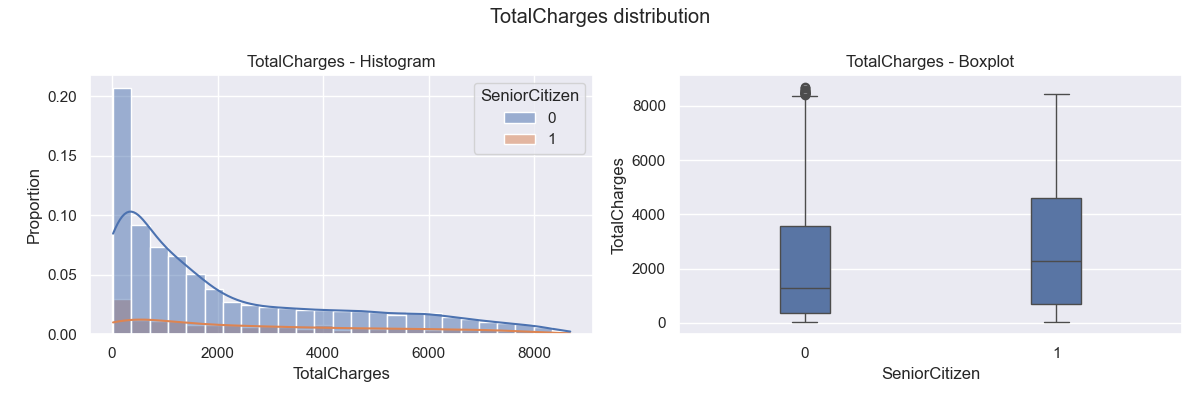 TotalCharges distribution
TotalCharges - Histogram
Proportion
0.20
0.15
0.10
0.05
0.00
SeniorCitizen
0
1
0
2000
4000
6000
8000
TotalCharges
TotalCharges - Boxplot
TotalCharges
8000
6000
4000
2000
0
0
1
SeniorCitizen